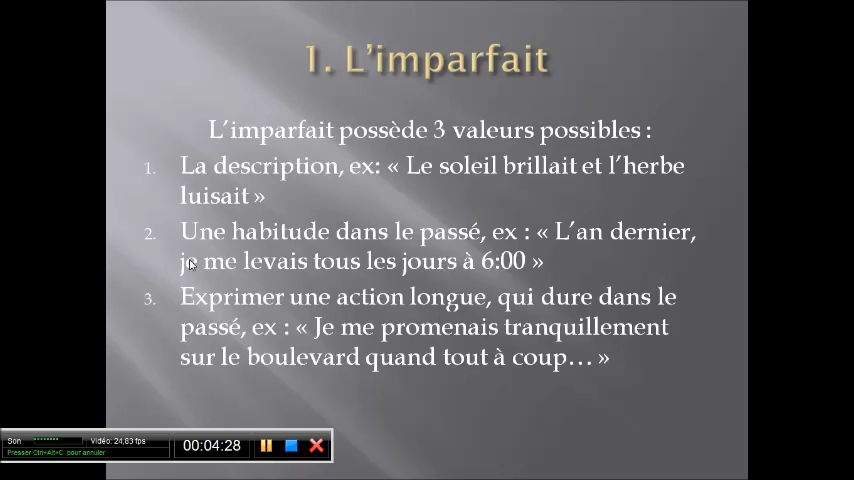 1. L'imparfait
L'imparfait possède 3 valeurs possibles :
1. La description, ex: « Le soleil brillait et l'herbe
luisait »
2. Une habitude dans le passé, ex : « L'an dernier,
je me levais tous les jours à 6:00 »
3. Exprimer une action longue, qui dure dans le
passé, ex : « Je me promenais tranquillement
sur le boulevard quand tout à coup… »
Son Vidéo: 24,83 fps 00:04:28
Presser Ctrl+Alt+C pour annuler